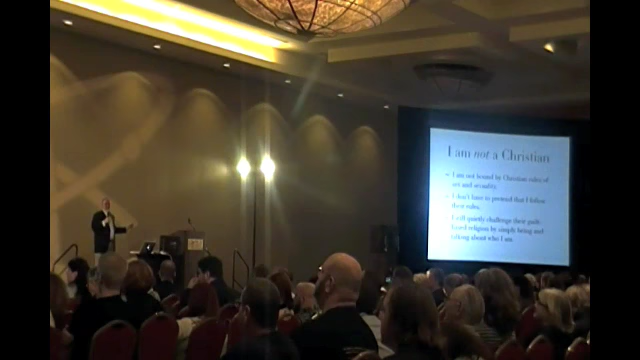 I am not a Christian
I am not bound by Christian rules of
sex and sexuality.
I don't have to pretend that I follow
their rules.
I will quietly challenge their guilt-
based religion by simply being and
talking about who I am.